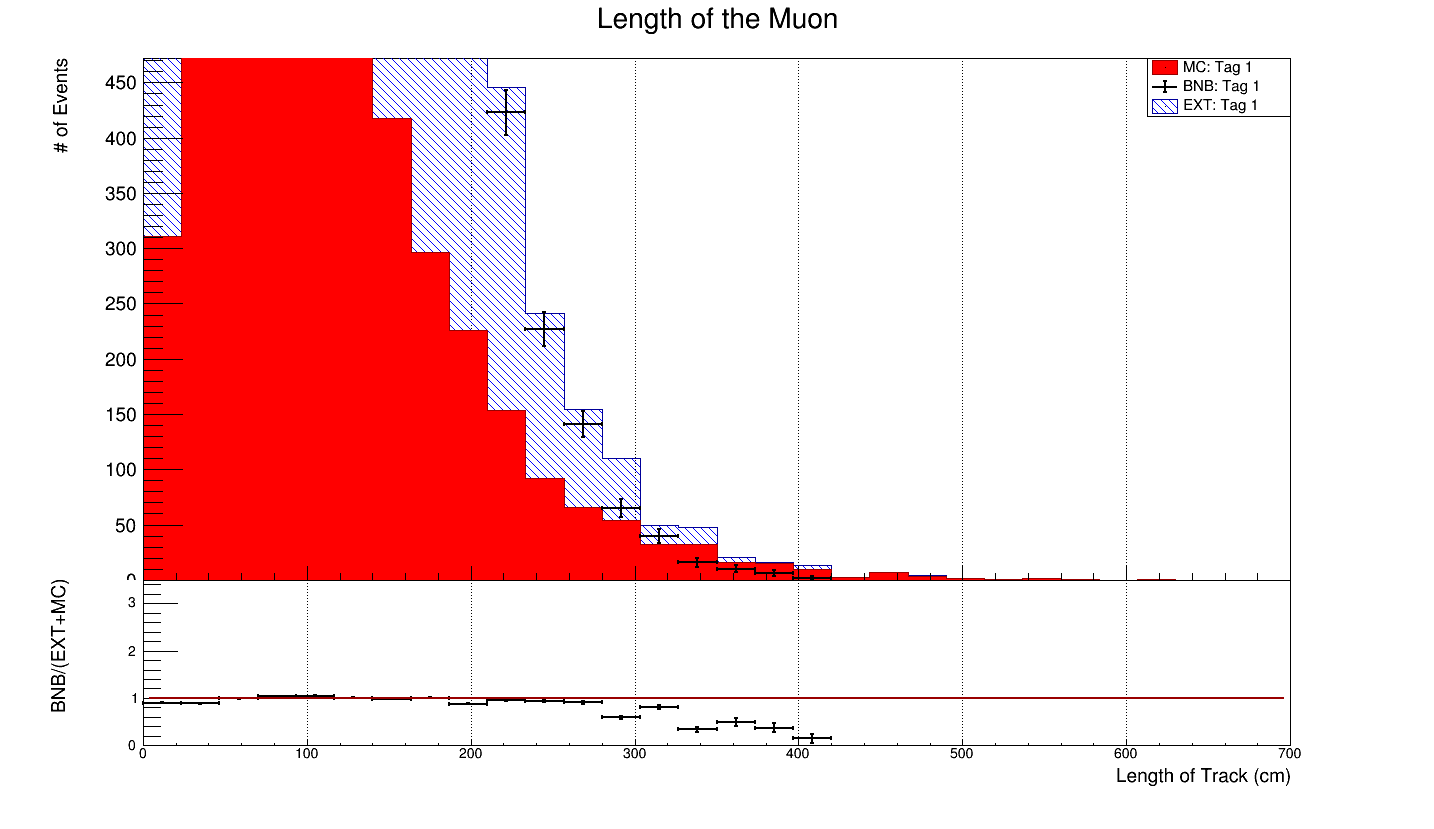 Length of the Muon
# of Events
450
400
350
300
250
200
150
100
50
0
MC: Tag 1
BNB: Tag 1
EXT: Tag 1
BNB/(EXT+MC)
3
2
1
0
0 100 200 300 400 500 600 700
Length of Track (cm)